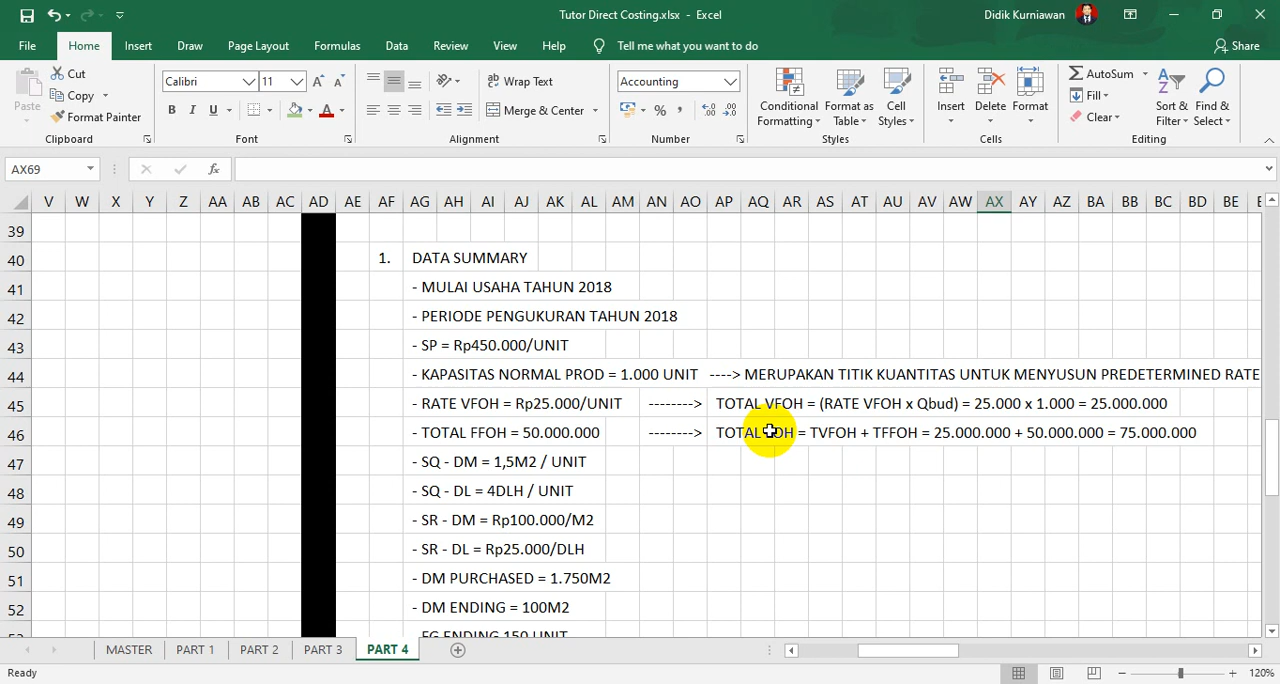 Tutor Direct Costing.xlsx - Excel
Didik Kurniawan
File Home Insert Draw Page Layout Formulas Data Review View Help Tell me what you want to do Share
Paste
Cut
Copy
Format Painter
Clipboard
Calibri 11
B I U
Font
Wrap Text
Merge & Center
Alignment
Accounting
Number
Conditional Formatting
Format as Table
Cell Styles
Styles
Insert Delete Format
Cells
AutoSum
Fill
Clear
Sort & Filter
Find & Select
Editing
AX69
V W X Y Z AA AB AC AD AE AF AG AH AI AJ AK AL AM AN AO AP AQ AR AS AT AU AV AW AX AY AZ BA BB BC BD BE
39
40 1. DATA SUMMARY
41 - MULAI USAHA TAHUN 2018
42 - PERIODE PENGUKURAN TAHUN 2018
43 - SP = Rp450.000/UNIT
44 - KAPASITAS NORMAL PROD = 1.000 UNIT ----> MERUPAKAN TITIK KUANTITAS UNTUK MENYUSUN PREDETERMINED RATE
45 - RATE VFOH = Rp25.000/UNIT --------> TOTAL VFOH = (RATE VFOH x Qbud) = 25.000 x 1.000 = 25.000.000
46 - TOTAL FFOH = 50.000.000 --------> TOTAL FOH = TVFOH + TFFOH = 25.000.000 + 50.000.000 = 75.000.000
47 - SQ - DM = 1,5M2 / UNIT
48 - SQ - DL = 4DLH / UNIT
49 - SR - DM = Rp100.000/M2
50 - SR - DL = Rp25.000/DLH
51 - DM PURCHASED = 1.750M2
52 - DM ENDING = 100M2
53 - FG ENDING 150 UNIT
MASTER PART 1 PART 2 PART 3 PART 4
Ready
120%